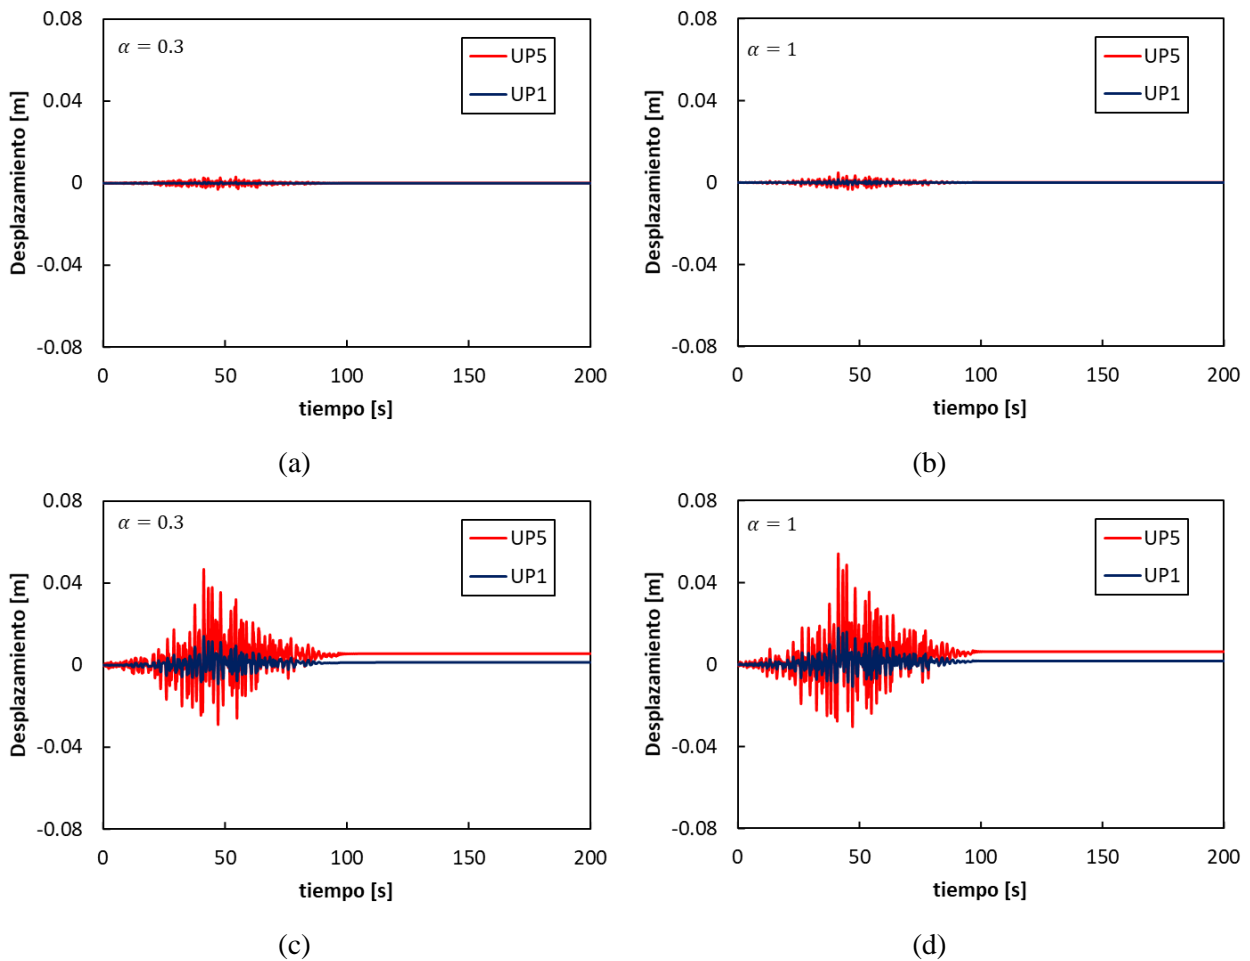 0.08
α = 0.3
UP5
UP1
0.04
0
-0.04
-0.08
Desplazamiento [m]
0 50 100 150 200
tiempo [s]
(a)
0.08
α = 1
UP5
UP1
0.04
0
-0.04
-0.08
Desplazamiento [m]
0 50 100 150 200
tiempo [s]
(b)
0.08
α = 0.3
UP5
UP1
0.04
0
-0.04
-0.08
Desplazamiento [m]
0 50 100 150 200
tiempo [s]
(c)
0.08
α = 1
UP5
UP1
0.04
0
-0.04
-0.08
Desplazamiento [m]
0 50 100 150 200
tiempo [s]
(d)